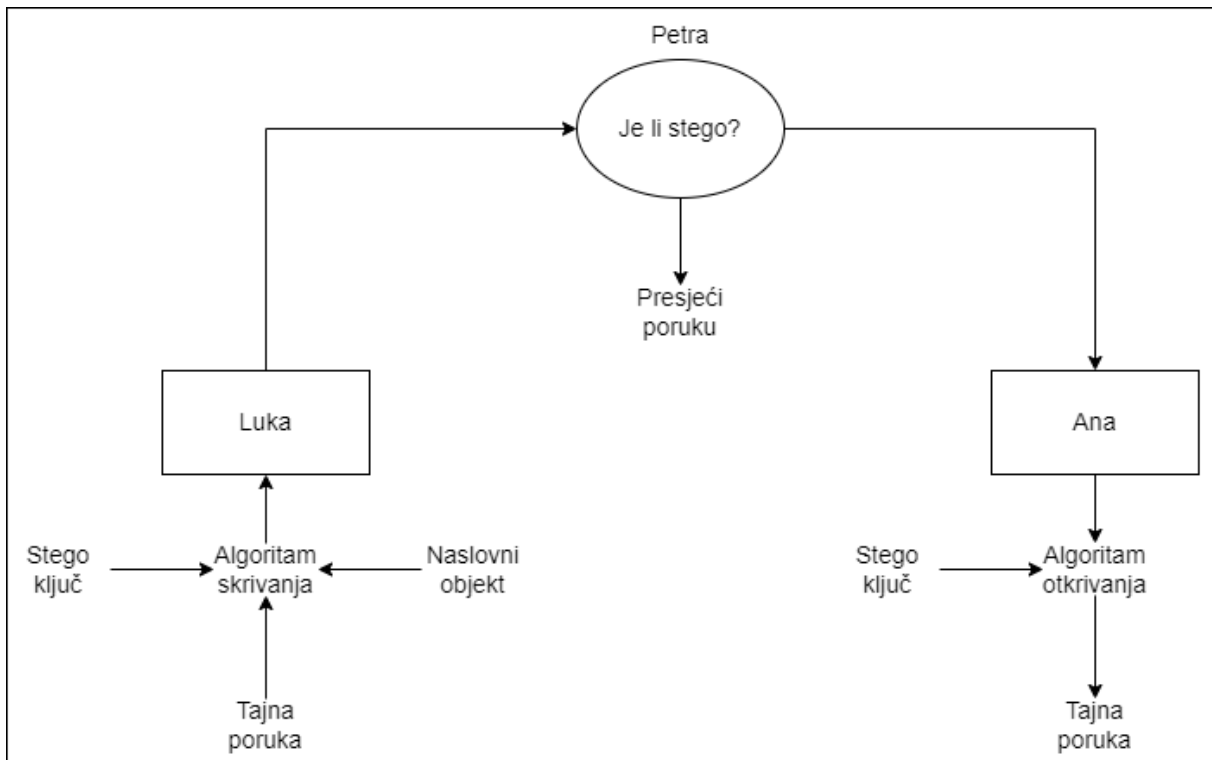 Petra
Je li stego?
Presjeći
poruku
Luka
Ana
Stego
ključ
Algoritam
skrivanja
Naslovni
objekt
Stego
ključ
Algoritam
otkrivanja
Tajna
poruka
Tajna
poruka